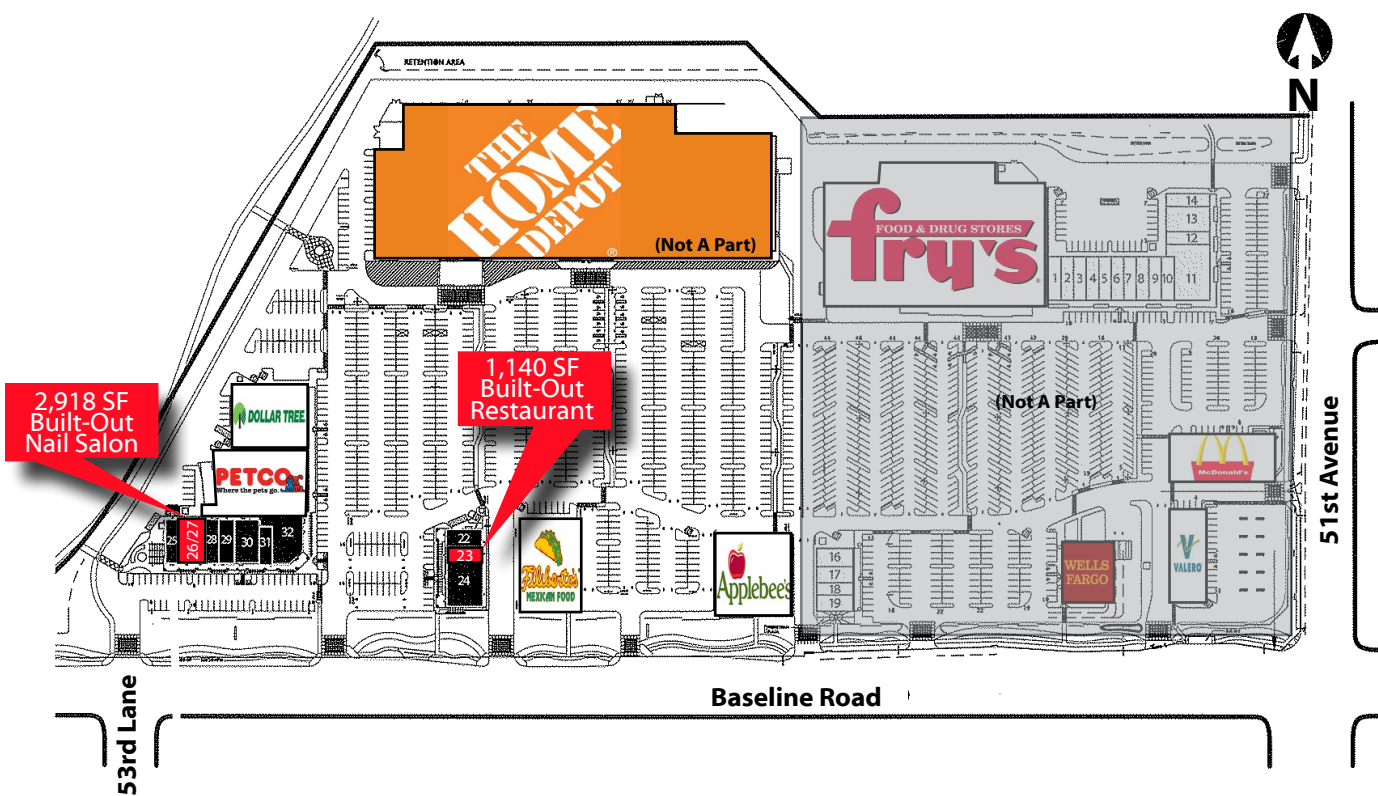 RETENTION AREA
N
THE
HOME
DEPOT
®
(Not A Part)
fry's
FOOD & DRUG STORES
14
13
12
11
1 2 3 4 5 6 7 8 9 10
2,918 SF
Built-Out
Nail Salon
1,140 SF
Built-Out
Restaurant
(Not A Part)
DOLLAR TREE
PETCO
Where the pets go.
McDonald's
51st Avenue
25 26/27 28 29 30 31 32
22
23
24
Filiberto's
MEXICAN FOOD
Applebee's
16
17
18
19
WELLS
FARGO
VALERO
Baseline Road
53rd Lane